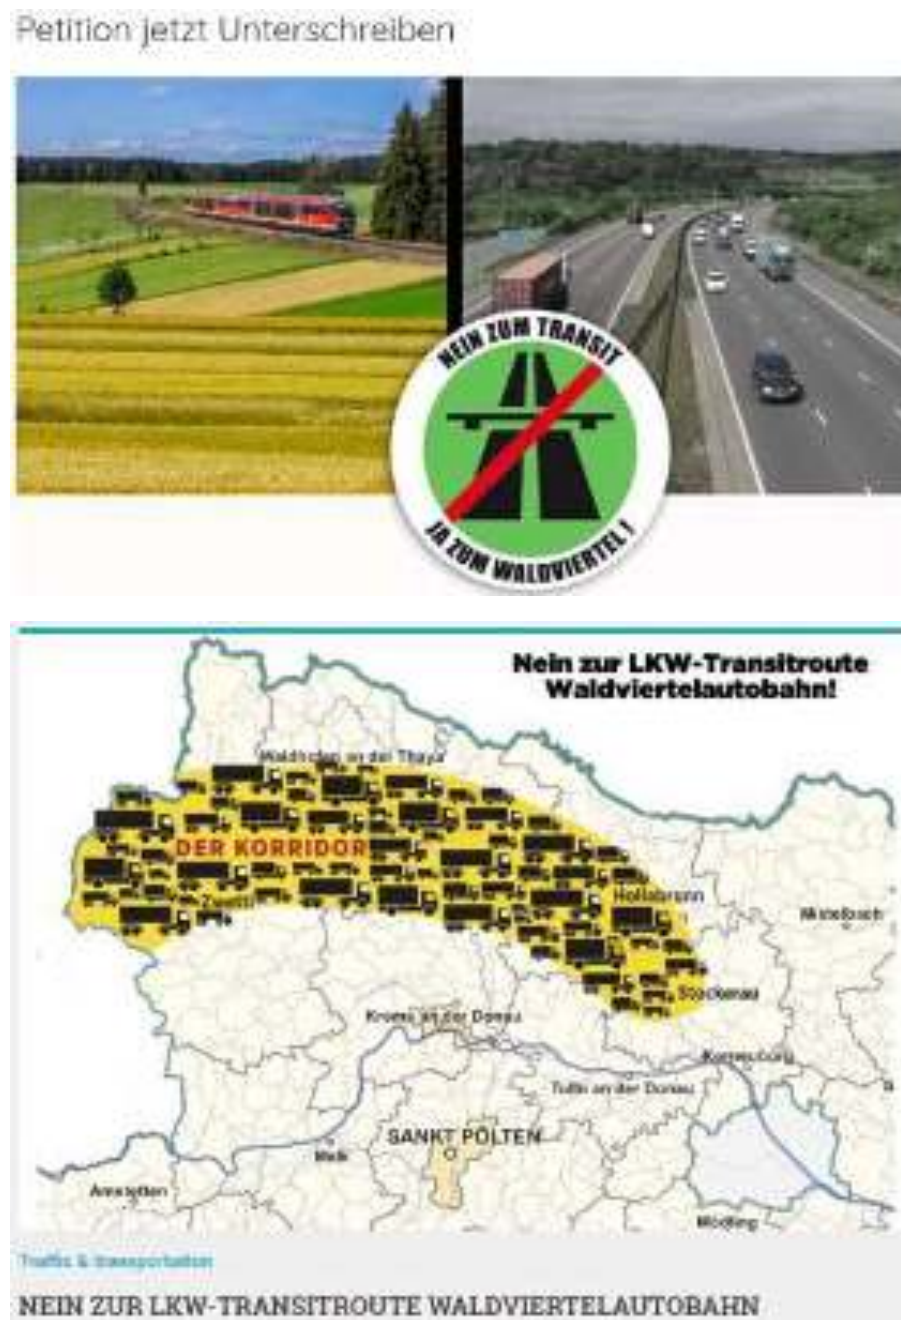 Petition jetzt Unterschreiben
NEIN ZUM TRANSIT
JA ZUM WALDVIERTEL!
Nein zur LKW-Transitroute
Waldviertelautobahn!
Waidhofen an der Thaya
DER KORRIDOR
Zwettl
Hollabrunn
Mistelbach
Stockerau
Krems an der Donau
Korneuburg
Tulln an der Donau
SANKT PÖLTEN
Melk
Amstetten
Mödling
Traffic & transportation
NEIN ZUR LKW-TRANSITROUTE WALDVIERTELAUTOBAHN